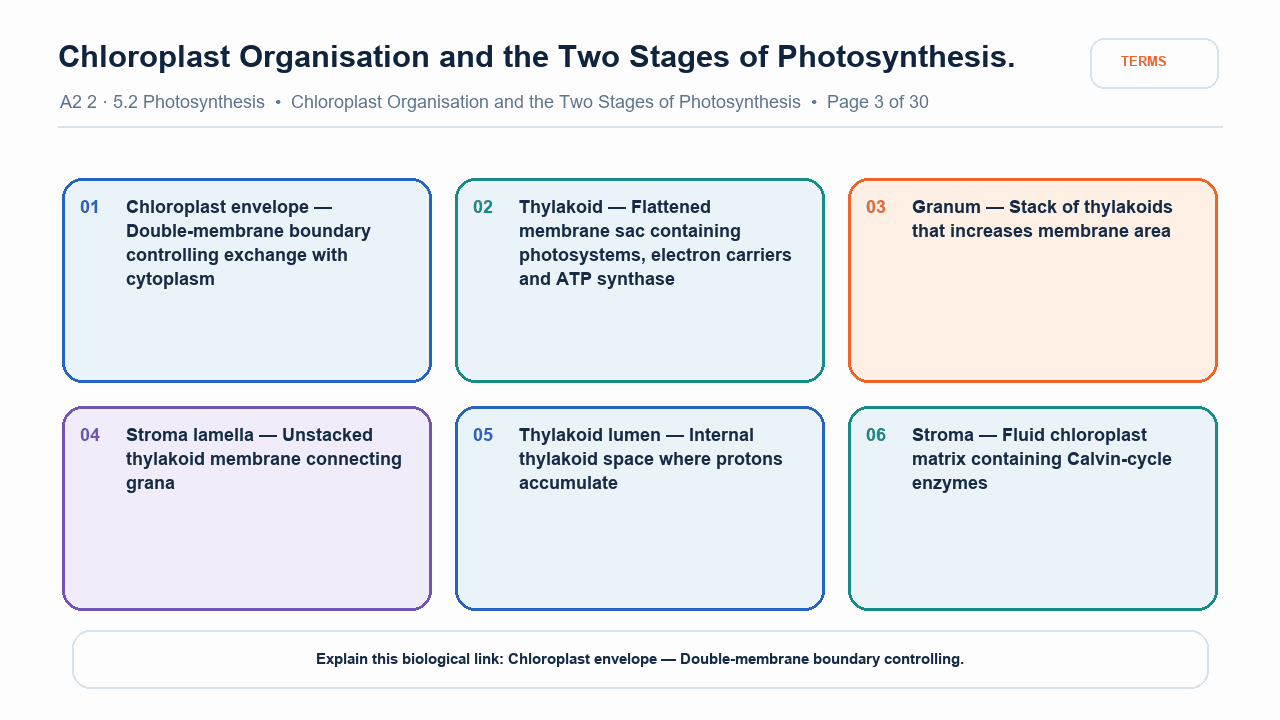 Chloroplast Organisation and the Two Stages of Photosynthesis.
TERMS
A2 2 · 5.2 Photosynthesis • Chloroplast Organisation and the Two Stages of Photosynthesis • Page 3 of 30
01
Chloroplast envelope —
Double-membrane boundary
controlling exchange with
cytoplasm
02
Thylakoid — Flattened
membrane sac containing
photosystems, electron carriers
and ATP synthase
03
Granum — Stack of thylakoids
that increases membrane area
04
Stroma lamella — Unstacked
thylakoid membrane connecting
grana
05
Thylakoid lumen — Internal
thylakoid space where protons
accumulate
06
Stroma — Fluid chloroplast
matrix containing Calvin-cycle
enzymes
Explain this biological link: Chloroplast envelope — Double-membrane boundary controlling.